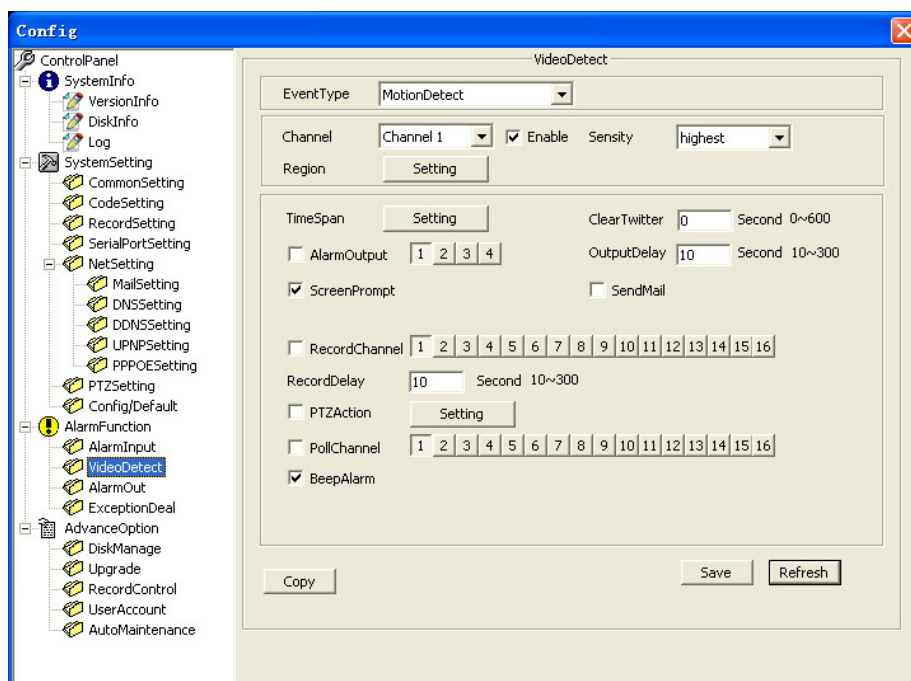 Config
ControlPanel
SystemInfo
VersionInfo
DiskInfo
Log
SystemSetting
CommonSetting
CodeSetting
RecordSetting
SerialPortSetting
NetSetting
MailSetting
DNSSetting
DDNSSetting
UPNPSetting
PPPOESetting
PTZSetting
Config/Default
AlarmFunction
AlarmInput
VideoDetect
AlarmOut
ExceptionDeal
AdvanceOption
DiskManage
Upgrade
RecordControl
UserAccount
AutoMaintenance
VideoDetect
EventType MotionDetect
Channel Channel 1 Enable Sensity highest
Region Setting
TimeSpan Setting ClearTwitter 0 Second 0~600
AlarmOutput 1 2 3 4 OutputDelay 10 Second 10~300
ScreenPrompt SendMail
RecordChannel 1 2 3 4 5 6 7 8 9 10 11 12 13 14 15 16
RecordDelay 10 Second 10~300
PTZAction Setting
PollChannel 1 2 3 4 5 6 7 8 9 10 11 12 13 14 15 16
BeepAlarm
Copy Save Refresh